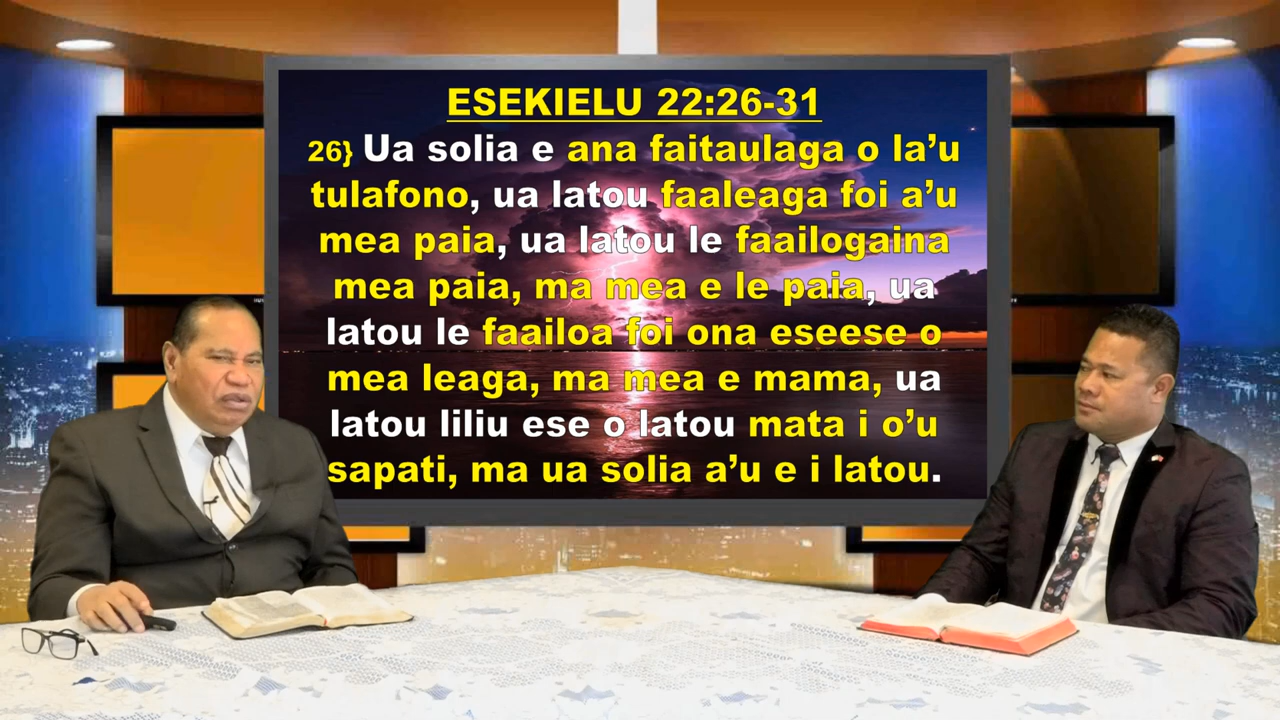 ESEKIELU 22:26-31
26} Ua solia e ana faitaulaga o la’u
tulafono, ua latou faaleaga foi a’u
mea paia, ua latou le faailogaina
mea paia, ma mea e le paia, ua
latou le faailoa foi ona eseese o
mea leaga, ma mea e mama, ua
latou liliu ese o latou mata i o’u
sapati, ma ua solia a’u e i latou.